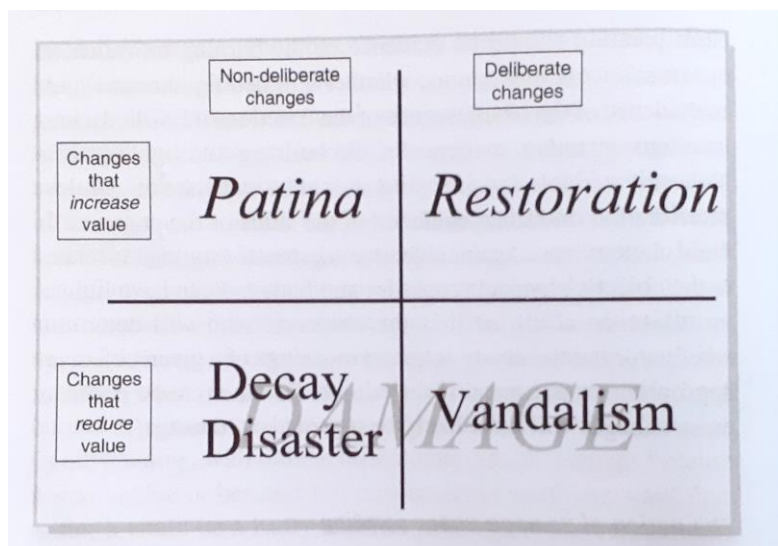 Non-deliberate
changes
Deliberate
changes
Changes
that
increase
value
Patina
Restoration
Changes
that
reduce
value
Decay
Disaster
DAMAGE
Vandalism